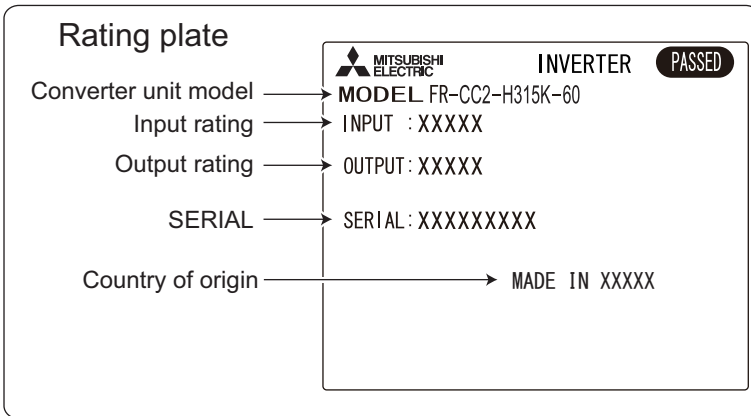 Rating plate
MITSUBISHI ELECTRIC INVERTER PASSED
Converter unit model MODEL FR-CC2-H315K-60
Input rating INPUT :XXXXX
Output rating OUTPUT:XXXXX
SERIAL SERIAL:XXXXXXXXX
Country of origin MADE IN XXXXX